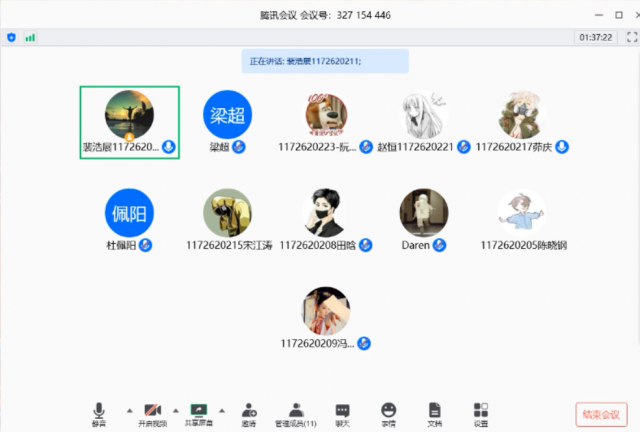 腾讯会议 会议号：327 154 446
01:37:22
正在讲话: 裴浩展1172620211;
裴浩展1172620...
梁超
梁超
1172620223-阮...
赵恒1172620221
1172620217茆庆
佩阳
杜佩阳
1172620215宋江涛
1172620208田晗
Daren
1172620205陈晓钢
1172620209冯...
静音
开启视频
共享屏幕
邀请
管理成员(11)
聊天
表情
文档
设置
结束会议